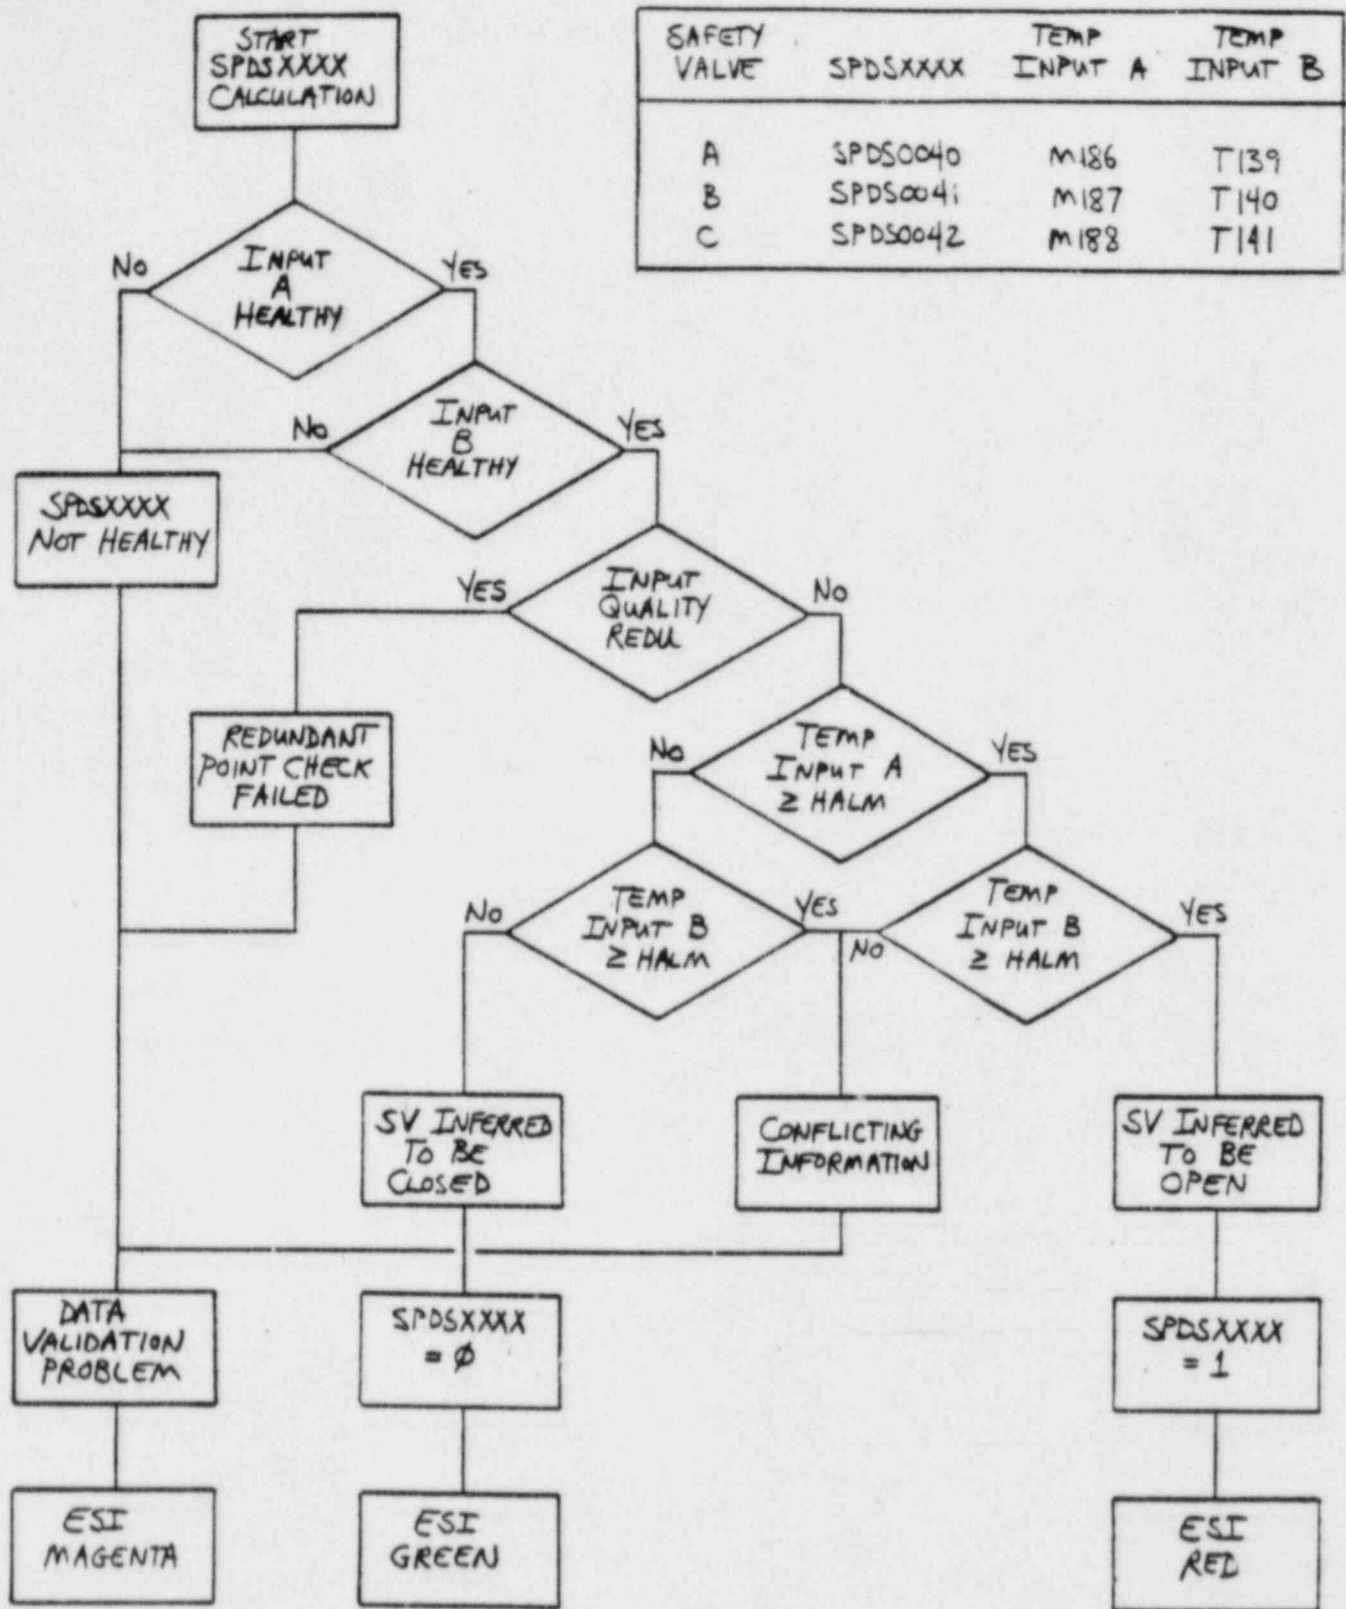 START
SPDSXXXX
CALCULATION
SAFETY VALVE SPDSXXXX TEMP INPUT A TEMP INPUT B
A SPDS0040 M186 T139
B SPDS0041 M187 T140
C SPDS0042 M188 T141
NO
INPUT
A
HEALTHY
YES
NO
INPUT
B
HEALTHY
YES
SPDSXXXX
NOT HEALTHY
YES
INPUT
QUALITY
REDU
NO
REDUNDANT
POINT CHECK
FAILED
NO
TEMP
INPUT A
≥ HALM
YES
NO
TEMP
INPUT B
≥ HALM
YES
NO
TEMP
INPUT B
≥ HALM
YES
SV INFERRED
TO BE
CLOSED
CONFLICTING
INFORMATION
SV INFERRED
TO BE
OPEN
DATA
VALIDATION
PROBLEM
SPDSXXXX
= Ø
SPDSXXXX
= 1
ESI
MAGENTA
ESI
GREEN
ESI
RED